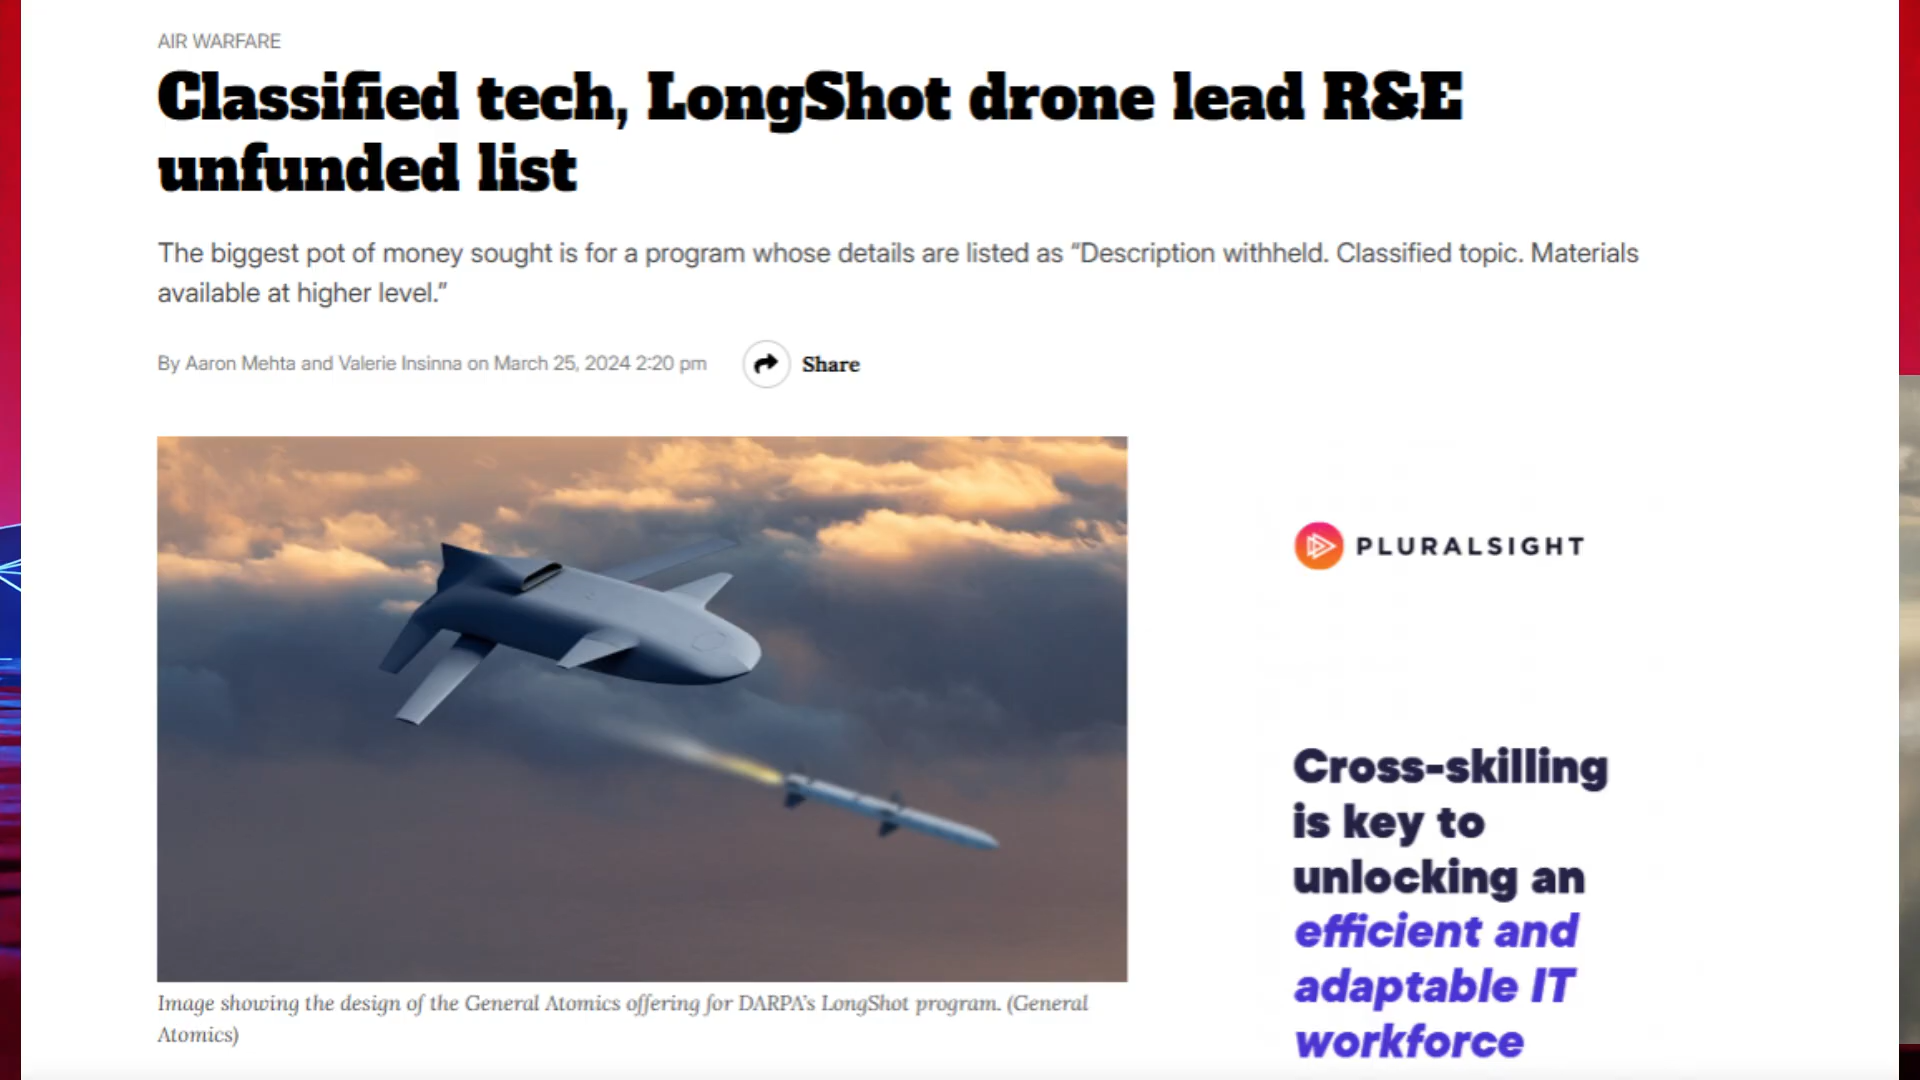 AIR WARFARE
Classified tech, LongShot drone lead R&E
unfunded list
The biggest pot of money sought is for a program whose details are listed as “Description withheld. Classified topic. Materials
available at higher level.”
By Aaron Mehta and Valerie Insinna on March 25, 2024 2:20 pm
Share
Image showing the design of the General Atomics offering for DARPA's LongShot program. (General
Atomics)
PLURALSIGHT
Cross-skilling
is key to
unlocking an
efficient and
adaptable IT
workforce